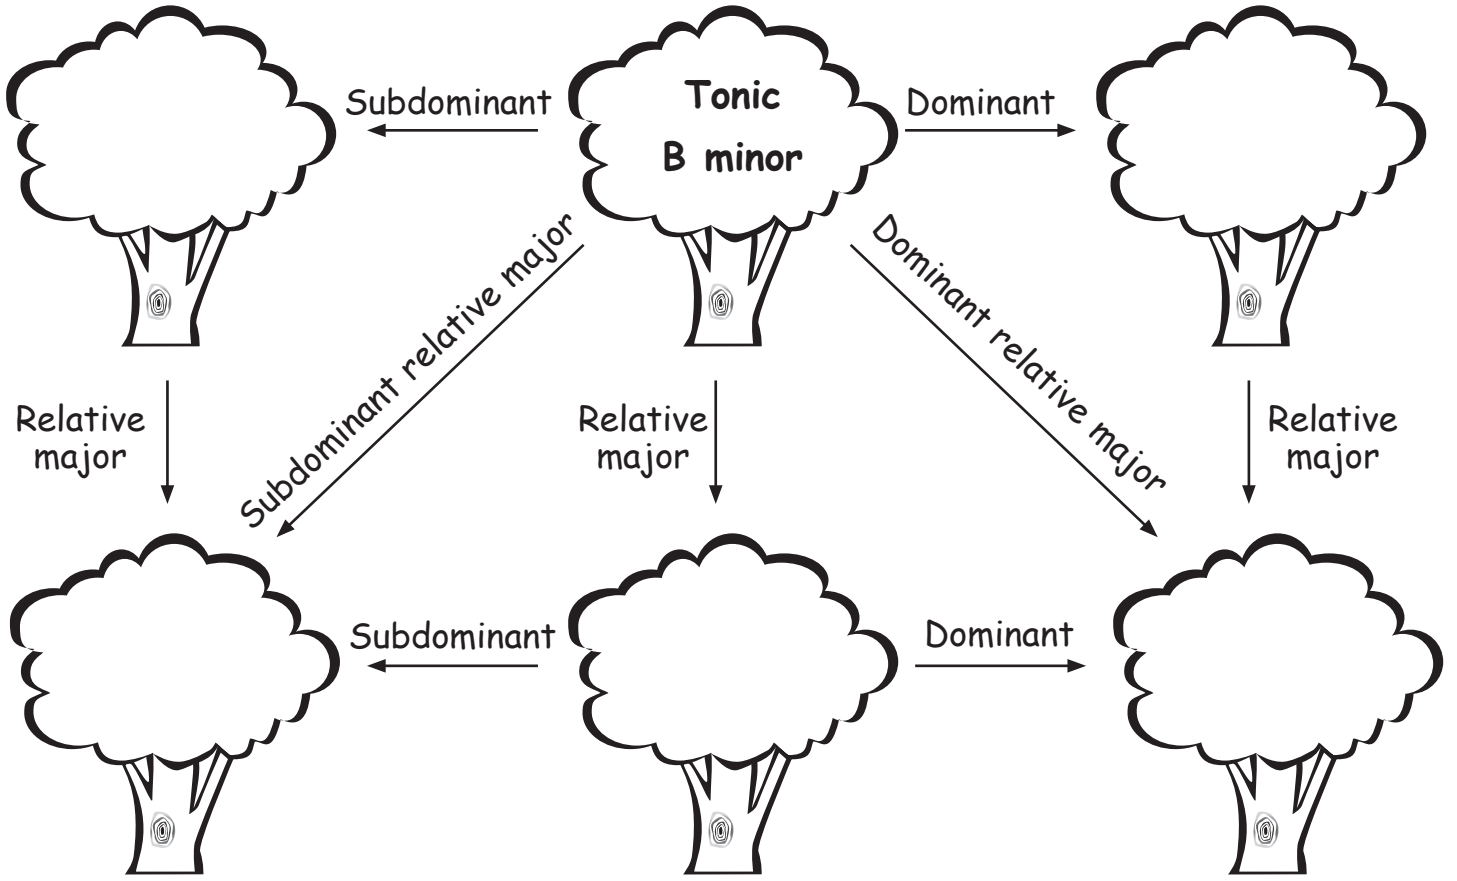 Subdominant
Tonic
B minor
Dominant
Subdominant relative major
Dominant relative major
Relative
major
Relative
major
Relative
major
Subdominant
Dominant